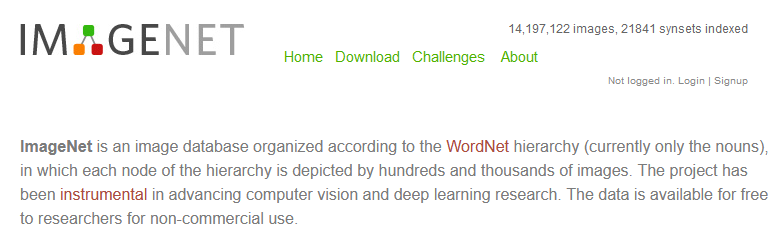 IMAGENET
14,197,122 images, 21841 synsets indexed
Home Download Challenges About
Not logged in. Login | Signup
ImageNet is an image database organized according to the WordNet hierarchy (currently only the nouns),
in which each node of the hierarchy is depicted by hundreds and thousands of images. The project has
been instrumental in advancing computer vision and deep learning research. The data is available for free
to researchers for non-commercial use.